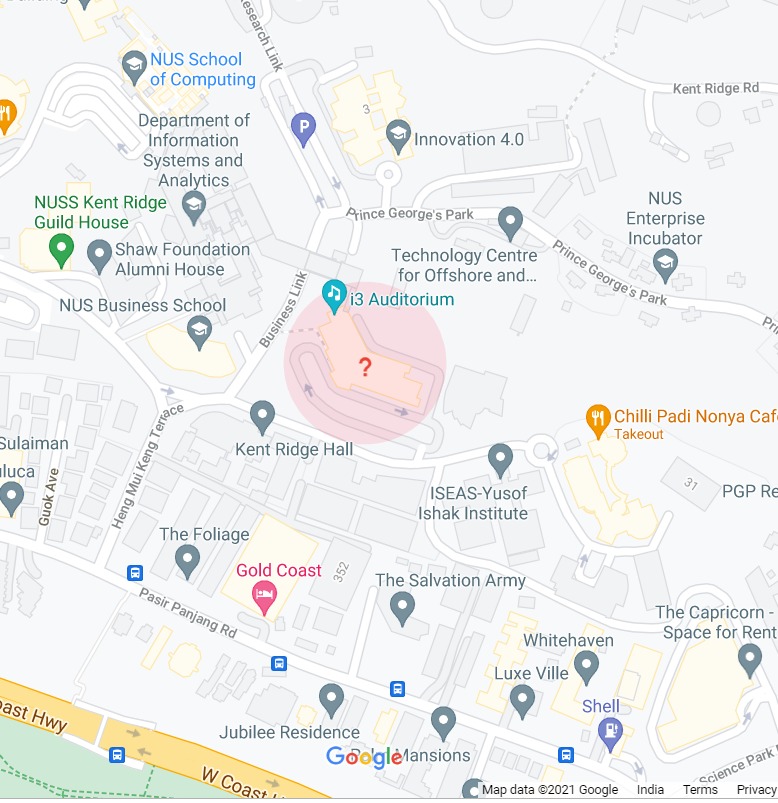 Research Link
NUS School
of Computing
Kent Ridge Rd
Department of
Information
Systems and
Analytics
3
P
Innovation 4.0
NUSS Kent Ridge
Guild House
Prince George's Park
NUS
Enterprise
Incubator
Shaw Foundation
Alumni House
Technology Centre
for Offshore and...
Prince George's Park
Business Link
i3 Auditorium
NUS Business School
?
Heng Mui Keng Terrace
Chilli Padi Nonya Cafe
Takeout
Kent Ridge Hall
Sulaiman
Guok Ave
ISEAS-Yusof
Ishak Institute
31
PGP Re
The Foliage
Gold Coast
352
The Salvation Army
Pasir Panjang Rd
The Capricorn -
Space for Rent
Whitehaven
Luxe Ville
Shell
oast Hwy
Jubilee Residence
Mansions
Google
W Coast H
Science Park
Map data ©2021 Google India Terms Privacy